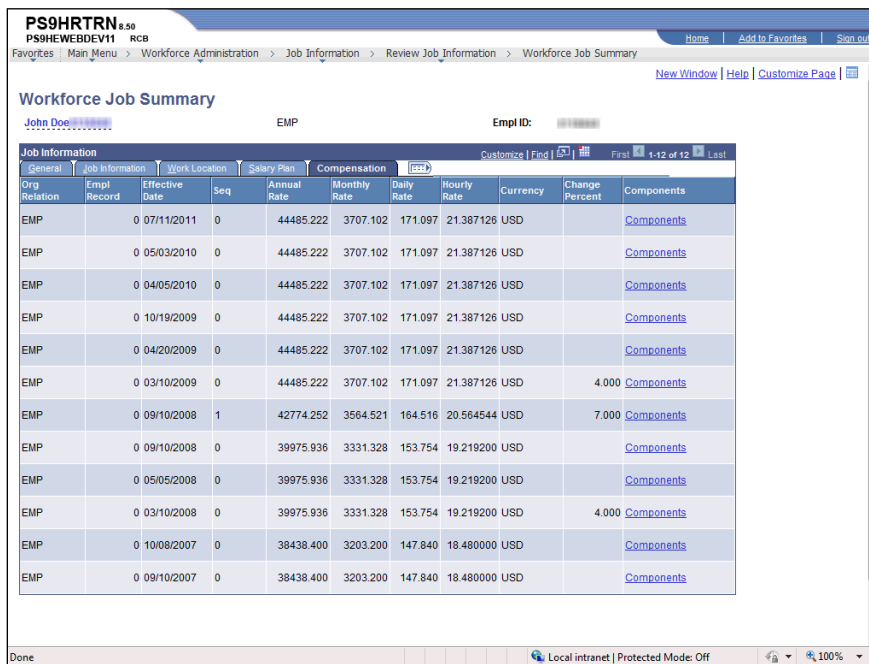 PS9HRTRN 8.50
PS9HEWEBDEV11 RCB
Home | Add to Favorites | Sign out
Favorites Main Menu > Workforce Administration > Job Information > Review Job Information > Workforce Job Summary
New Window | Help | Customize Page |
Workforce Job Summary
John Doe EMP Empl ID:
Job Information Customize | Find | | First 1-12 of 12 Last
General Job Information Work Location Salary Plan Compensation
Org Relation Empl Record Effective Date Seq Annual Rate Monthly Rate Daily Rate Hourly Rate Currency Change Percent Components
EMP 0 07/11/2011 0 44485.222 3707.102 171.097 21.387126 USD Components
EMP 0 05/03/2010 0 44485.222 3707.102 171.097 21.387126 USD Components
EMP 0 04/05/2010 0 44485.222 3707.102 171.097 21.387126 USD Components
EMP 0 10/19/2009 0 44485.222 3707.102 171.097 21.387126 USD Components
EMP 0 04/20/2009 0 44485.222 3707.102 171.097 21.387126 USD Components
EMP 0 03/10/2009 0 44485.222 3707.102 171.097 21.387126 USD 4.000 Components
EMP 0 09/10/2008 1 42774.252 3564.521 164.516 20.564544 USD 7.000 Components
EMP 0 09/10/2008 0 39975.936 3331.328 153.754 19.219200 USD Components
EMP 0 05/05/2008 0 39975.936 3331.328 153.754 19.219200 USD Components
EMP 0 03/10/2008 0 39975.936 3331.328 153.754 19.219200 USD 4.000 Components
EMP 0 10/08/2007 0 38438.400 3203.200 147.840 18.480000 USD Components
EMP 0 09/10/2007 0 38438.400 3203.200 147.840 18.480000 USD Components
Done Local intranet | Protected Mode: Off 100%